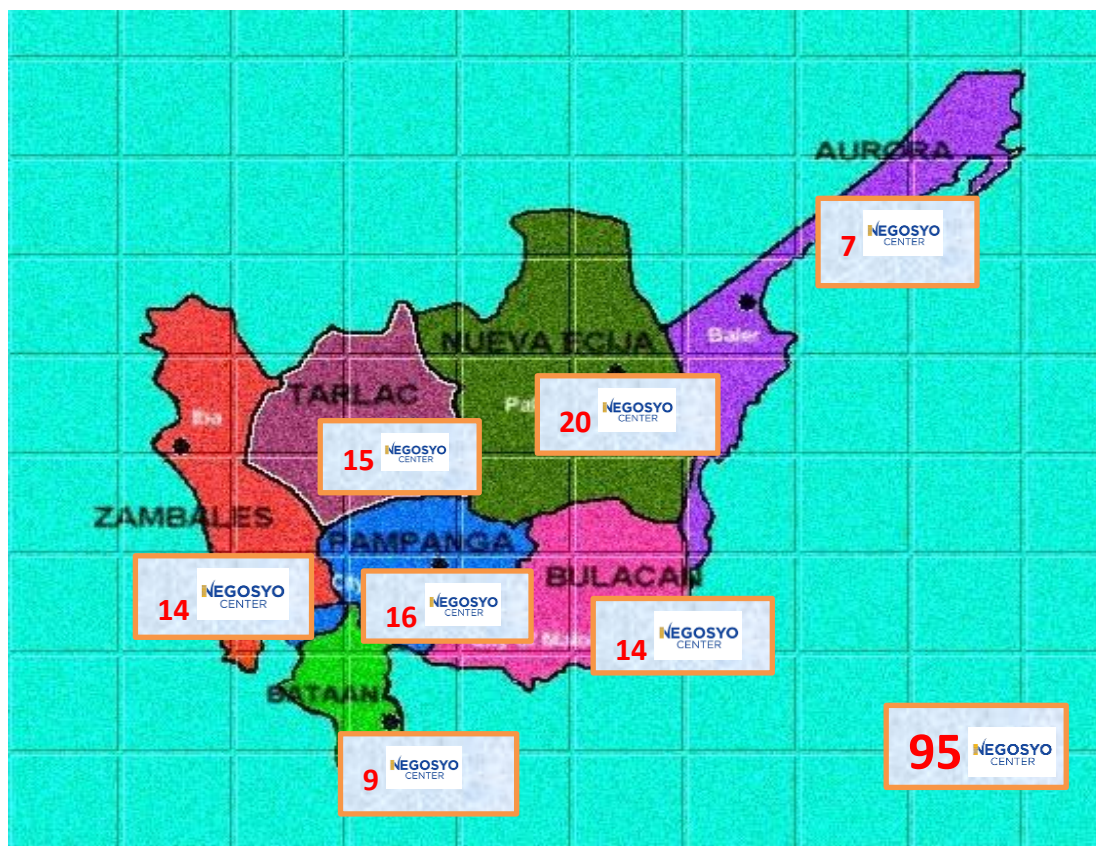 AURORA
7 NEGOSYO
CENTER
Baler
NUEVA ECIJA
TARLAC
Iba
20 NEGOSYO
CENTER
15 NEGOSYO
CENTER
ZAMBALES
PAMPANGA
BULACAN
14 NEGOSYO
CENTER
16 NEGOSYO
CENTER
14 NEGOSYO
CENTER
BATAAN
9 NEGOSYO
CENTER
95 NEGOSYO
CENTER